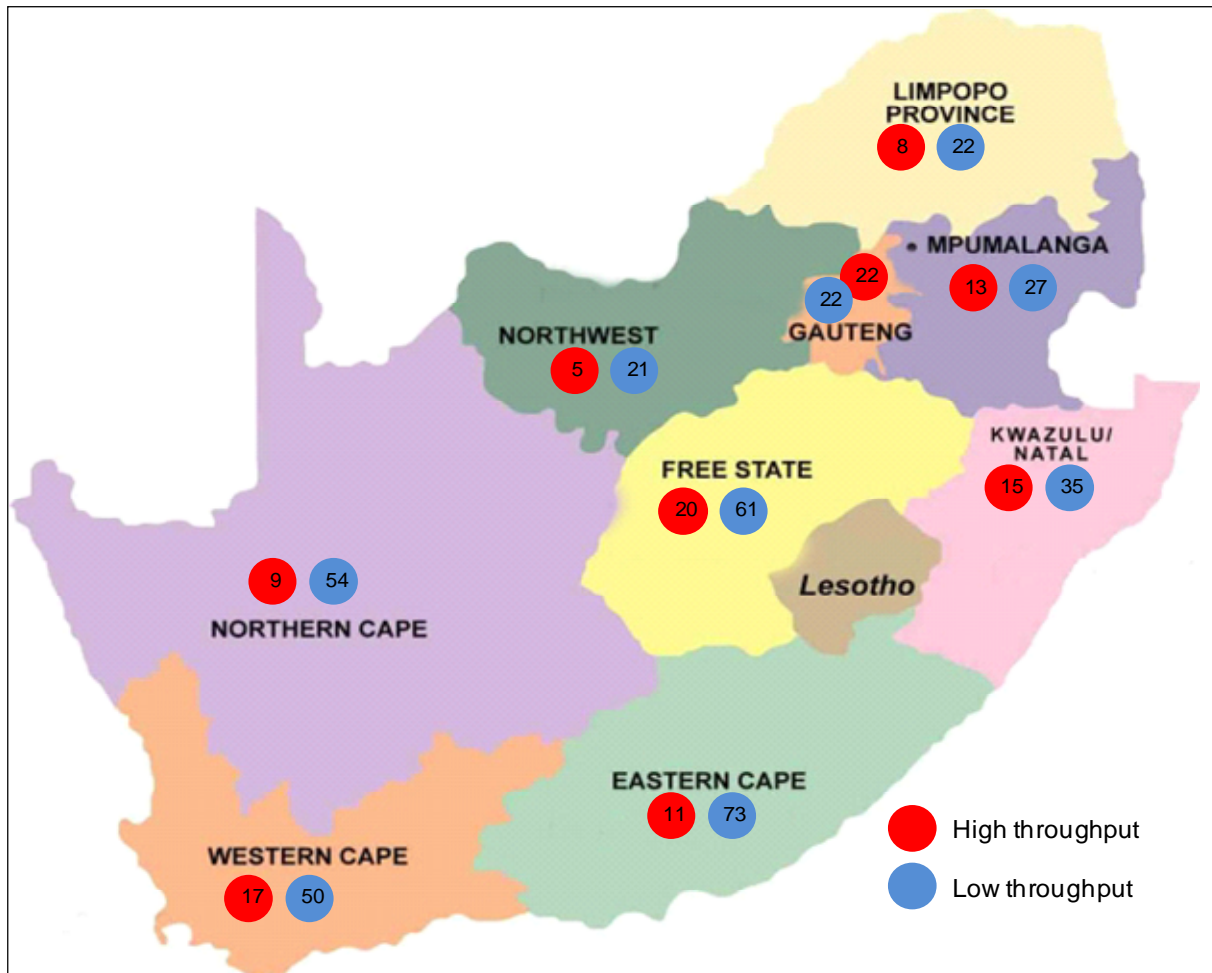 LIMPOPO
PROVINCE
8 22
MPUMALANGA
13 27
22
22
GAUTENG
NORTHWEST
5 21
KWAZULU/
NATAL
15 35
FREE STATE
20 61
Lesotho
9 54
NORTHERN CAPE
EASTERN CAPE
11 73
WESTERN CAPE
17 50
High throughput
Low throughput